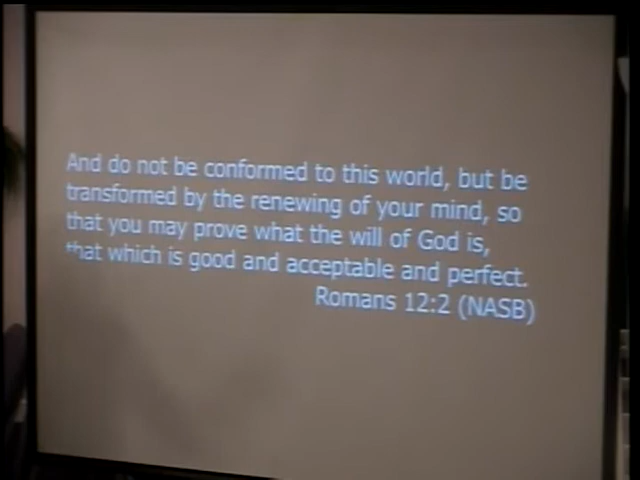 And do not be conformed to this world, but be
transformed by the renewing of your mind, so
that you may prove what the will of God is,
that which is good and acceptable and perfect.
Romans 12:2 (NASB)